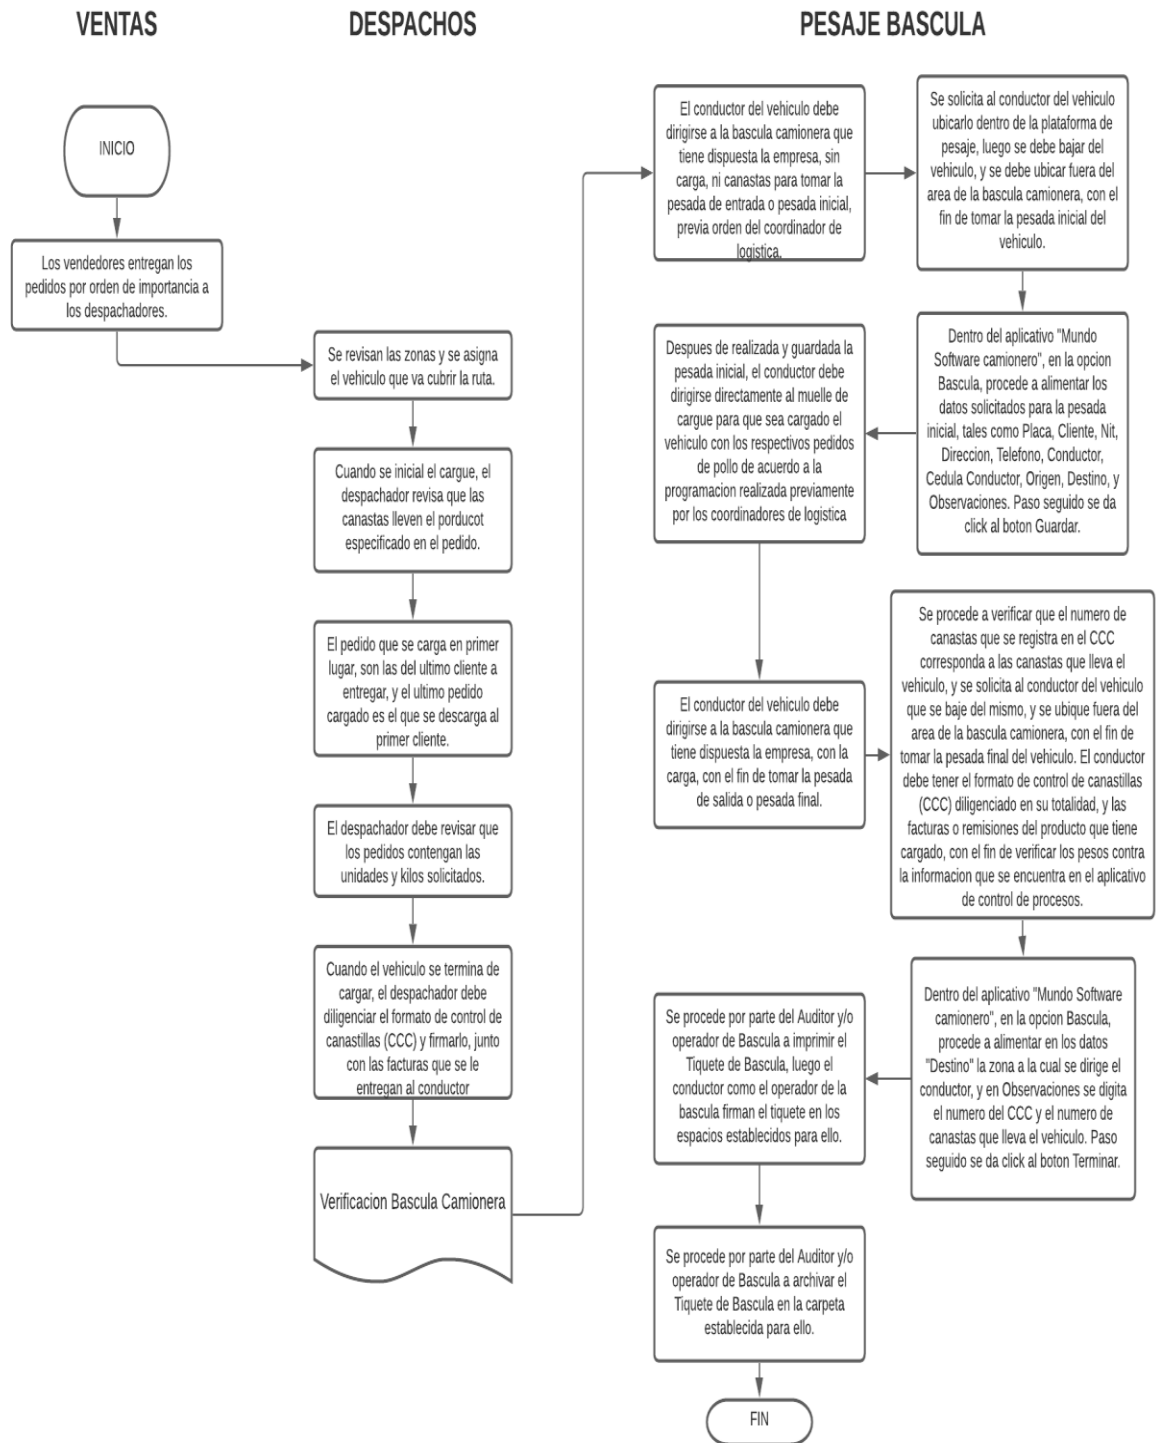 VENTAS
DESPACHOS
PESAJE BASCULA
INICIO
Los vendedores entregan los
pedidos por orden de importancia a
los despachadores.
Se revisan las zonas y se asigna
el vehiculo que va cubrir la ruta.
Cuando se inicial el cargue, el
despachador revisa que las
canastas lleven el porducot
especificado en el pedido.
El pedido que se carga en primer
lugar, son las del ultimo cliente a
entregar, y el ultimo pedido
cargado es el que se descarga al
primer cliente.
El despachador debe revisar que
los pedidos contengan las
unidades y kilos solicitados.
Cuando el vehiculo se termina de
cargar, el despachador debe
diligenciar el formato de control de
canastillas (CCC) y firmarlo, junto
con las facturas que se le
entregan al conductor
Verificacion Bascula Camionera
El conductor del vehiculo debe
dirigirse a la bascula camionera que
tiene dispuesta la empresa, sin
carga, ni canastas para tomar la
pesada de entrada o pesada inicial,
previa orden del coordinador de
logistica.
Se solicita al conductor del vehiculo
ubicarlo dentro de la plataforma de
pesaje, luego se debe bajar del
vehiculo, y se debe ubicar fuera del
area de la bascula camionera, con el
fin de tomar la pesada inicial del
vehiculo.
Dentro del aplicativo "Mundo
Software camionero", en la opcion
Bascula, procede a alimentar los
datos solicitados para la pesada
inicial, tales como Placa, Cliente, Nit,
Direccion, Telefono, Conductor,
Cedula Conductor, Origen, Destino, y
Observaciones. Paso seguido se da
click al boton Guardar.
Despues de realizada y guardada la
pesada inicial, el conductor debe
dirigirse directamente al muelle de
cargue para que sea cargado el
vehiculo con los respectivos pedidos
de pollo de acuerdo a la
programacion realizada previamente
por los coordinadores de logistica
El conductor del vehiculo debe
dirigirse a la bascula camionera que
tiene dispuesta la empresa, con la
carga, con el fin de tomar la pesada
de salida o pesada final.
Se procede a verificar que el numero de
canastas que se registra en el CCC
corresponda a las canastas que lleva el
vehiculo, y se solicita al conductor del vehiculo
que se baje del mismo, y se ubique fuera del
area de la bascula camionera, con el fin de
tomar la pesada final del vehiculo. El conductor
debe tener el formato de control de canastillas
(CCC) diligenciado en su totalidad, y las
facturas o remisiones del producto que tiene
cargado, con el fin de verificar los pesos contra
la informacion que se encuentra en el aplicativo
de control de procesos.
Dentro del aplicativo "Mundo Software
camionero", en la opcion Bascula,
procede a alimentar en los datos
"Destino" la zona a la cual se dirige el
conductor, y en Observaciones se digita
el numero del CCC y el numero de
canastas que lleva el vehiculo. Paso
seguido se da click al boton Terminar.
Se procede por parte del Auditor y/o
operador de Bascula a imprimir el
Tiquete de Bascula, luego el
conductor como el operador de la
bascula firman el tiquete en los
espacios establecidos para ello.
Se procede por parte del Auditor y/o
operador de Bascula a archivar el
Tiquete de Bascula en la carpeta
establecida para ello.
FIN